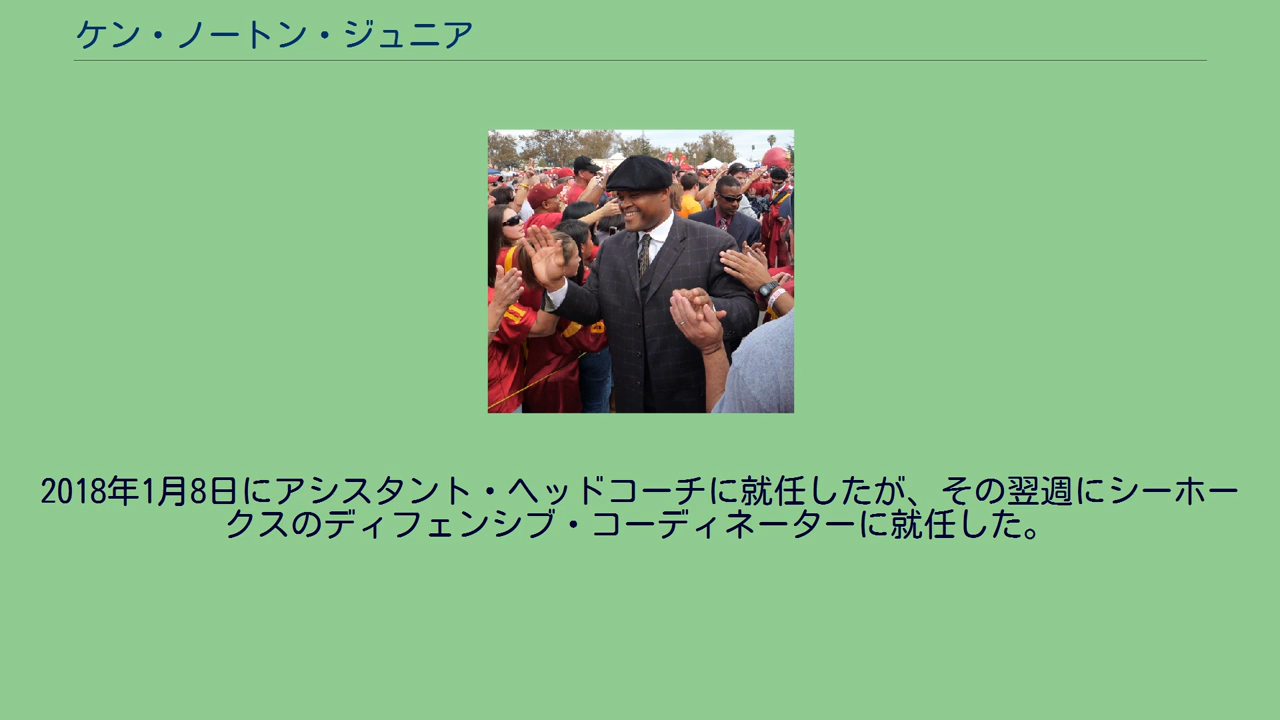 ケン・ノートン・ジュニア
2018年1月8日にアシスタント・ヘッドコーチに就任したが、その翌週にシーホー
クスのディフェンシブ・コーディネーターに就任した。